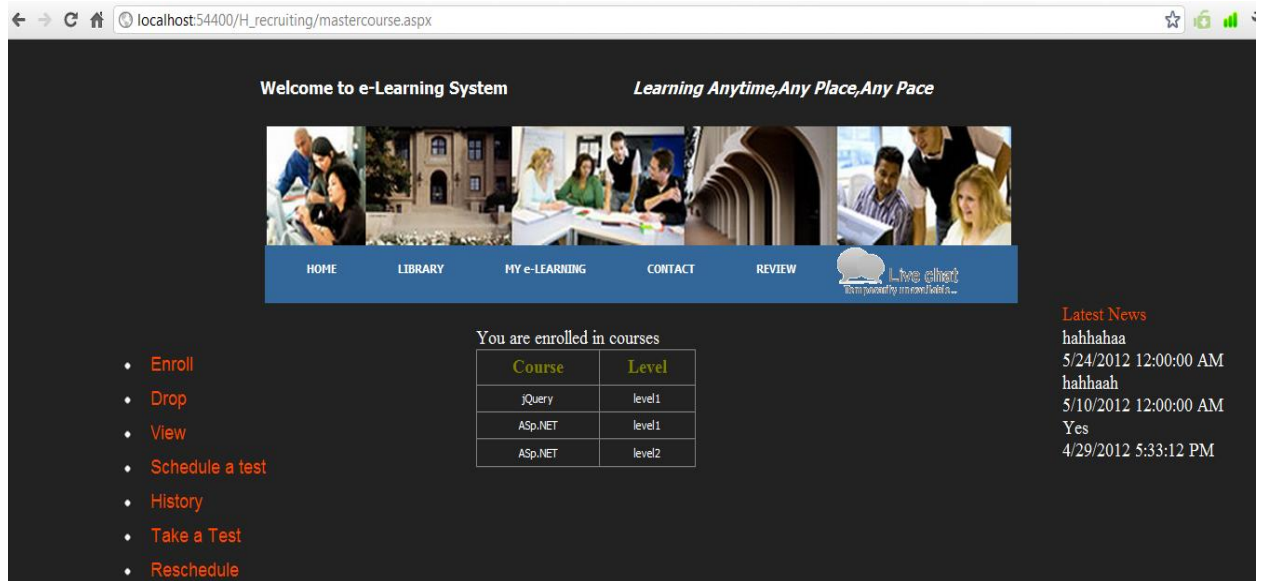 localhost:54400/H_recruiting/mastercourse.aspx
Welcome to e-Learning System
Learning Anytime,Any Place,Any Pace
HOME LIBRARY MY e-LEARNING CONTACT REVIEW Live chat
Temporarily unavailable...
Enroll
Drop
View
Schedule a test
History
Take a Test
Reschedule
You are enrolled in courses
Course Level
jQuery level1
ASp.NET level1
ASp.NET level2
Latest News
hahhahaa
5/24/2012 12:00:00 AM
hahhaah
5/10/2012 12:00:00 AM
Yes
4/29/2012 5:33:12 PM